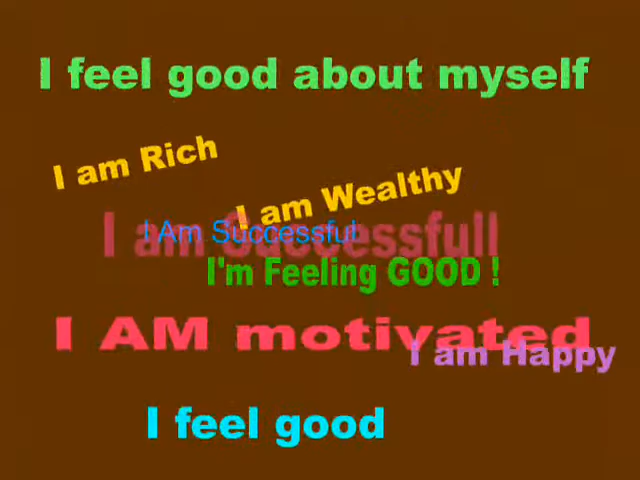 I feel good about myself
I am Rich
I am Wealthy
I am Successfull
I Am Successful
I'm Feeling GOOD !
I AM motivated
I am Happy
I feel good